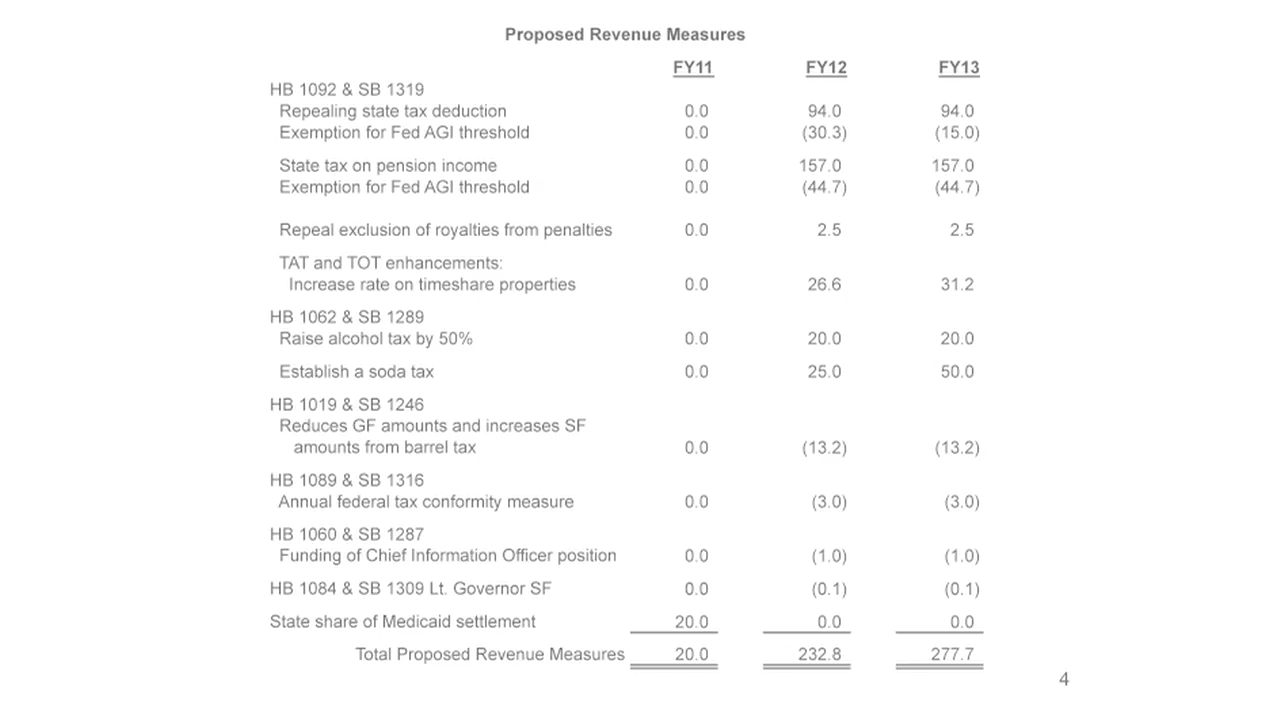 Proposed Revenue Measures
FY11 FY12 FY13
HB 1092 & SB 1319
Repealing state tax deduction 0.0 94.0 94.0
Exemption for Fed AGI threshold 0.0 (30.3) (15.0)
State tax on pension income 0.0 157.0 157.0
Exemption for Fed AGI threshold 0.0 (44.7) (44.7)
Repeal exclusion of royalties from penalties 0.0 2.5 2.5
TAT and TOT enhancements:
Increase rate on timeshare properties 0.0 26.6 31.2
HB 1062 & SB 1289
Raise alcohol tax by 50% 0.0 20.0 20.0
Establish a soda tax 0.0 25.0 50.0
HB 1019 & SB 1246
Reduces GF amounts and increases SF
amounts from barrel tax 0.0 (13.2) (13.2)
HB 1089 & SB 1316
Annual federal tax conformity measure 0.0 (3.0) (3.0)
HB 1060 & SB 1287
Funding of Chief Information Officer position 0.0 (1.0) (1.0)
HB 1084 & SB 1309 Lt. Governor SF 0.0 (0.1) (0.1)
State share of Medicaid settlement 20.0 0.0 0.0
Total Proposed Revenue Measures 20.0 232.8 277.7
4